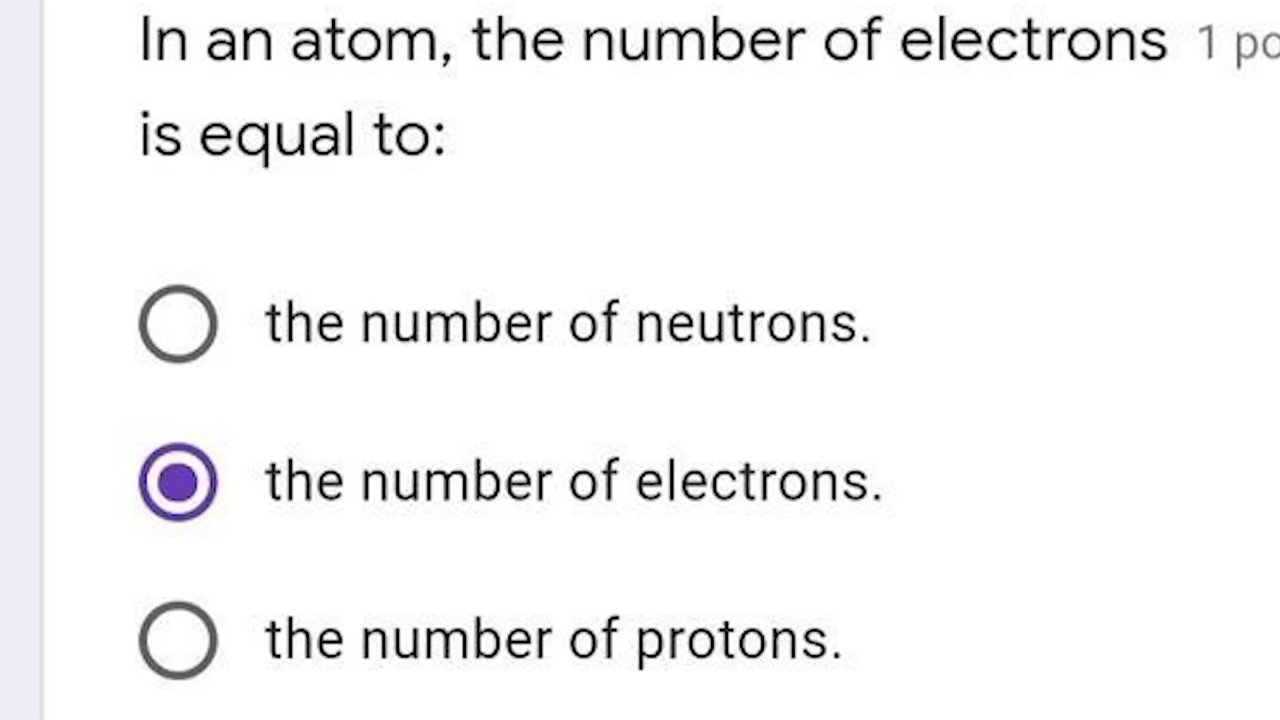 In an atom, the number of electrons 1 po
is equal to:
the number of neutrons.
the number of electrons.
the number of protons.